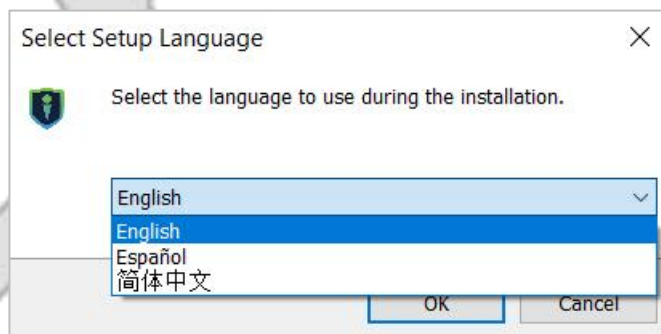 Select Setup Language
Select the language to use during the installation.
English
English
Español
简体中文
OK
Cancel